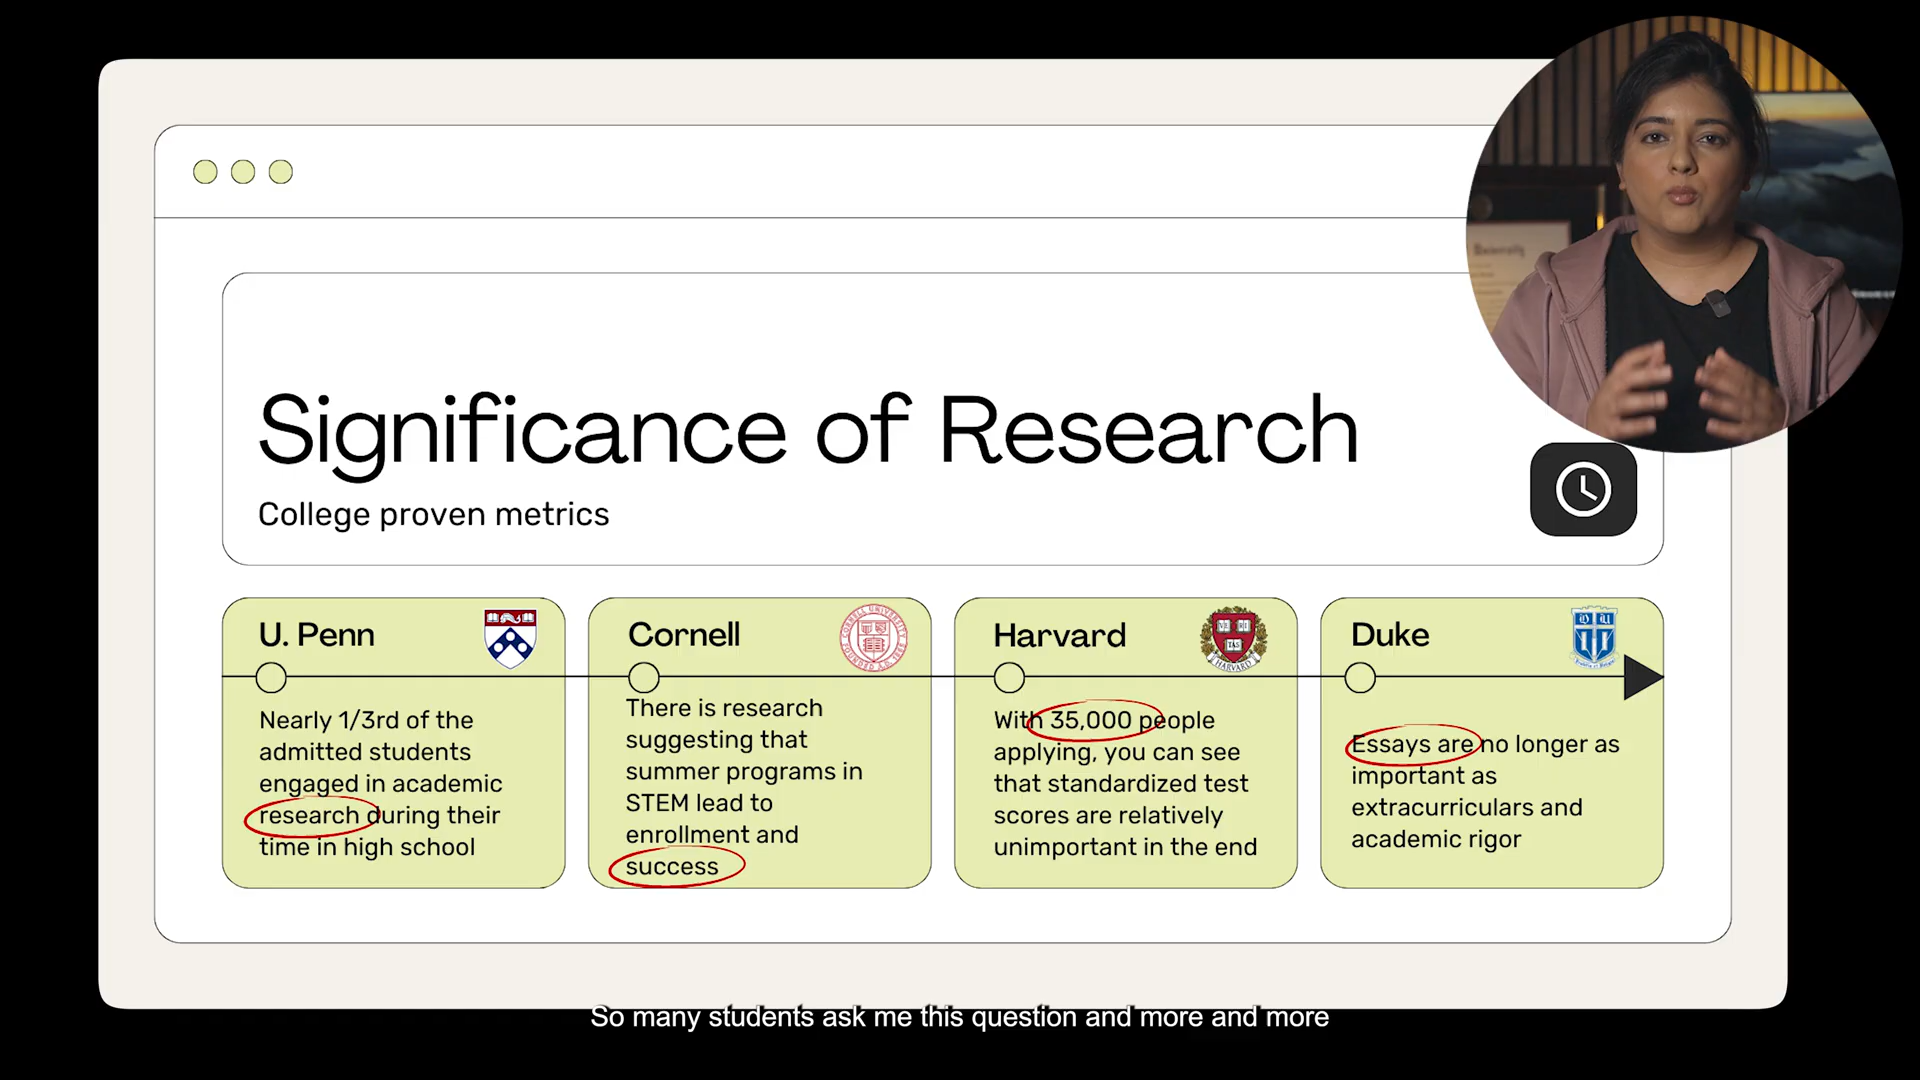 Significance of Research
College proven metrics
U. Penn
Nearly 1/3rd of the
admitted students
engaged in academic
research during their
time in high school
Cornell
There is research
suggesting that
summer programs in
STEM lead to
enrollment and
success
Harvard
With 35,000 people
applying, you can see
that standardized test
scores are relatively
unimportant in the end
Duke
Essays are no longer as
important as
extracurriculars and
academic rigor
So many students ask me this question and more and more